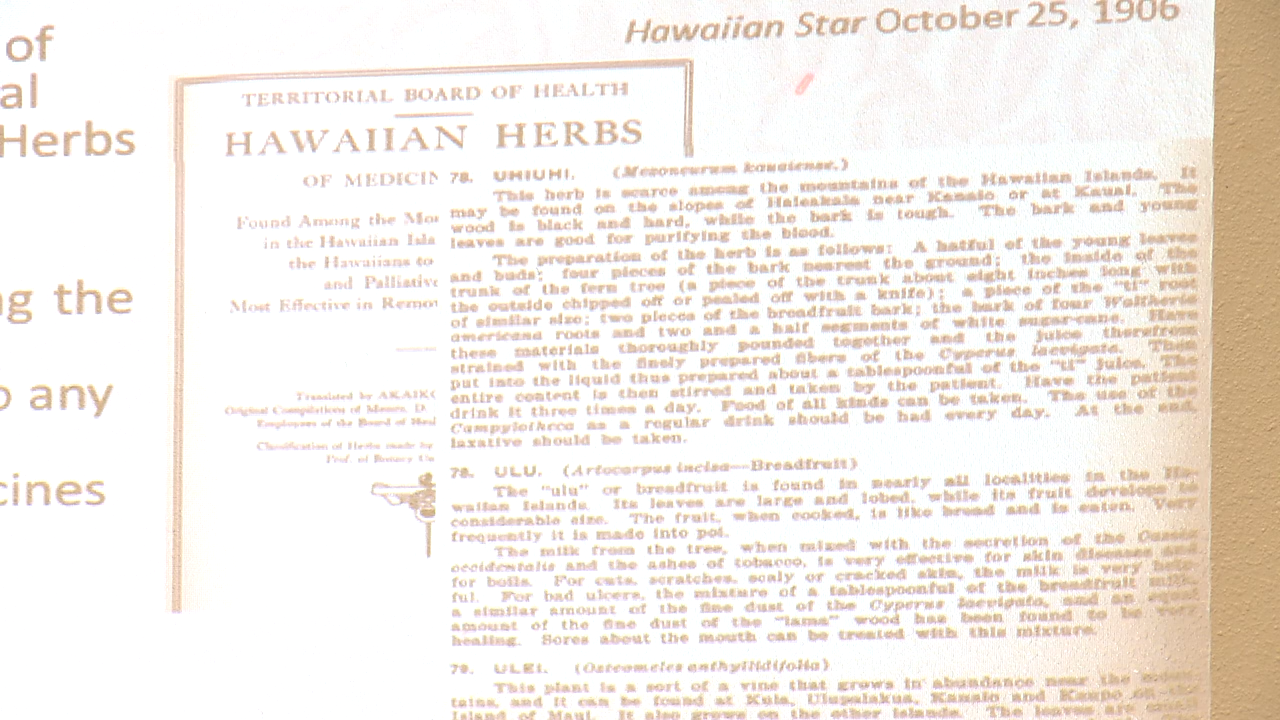 Hawaiian Star October 25, 1906
of
al
Herbs
ng the
o any
cines
TERRITORIAL BOARD OF HEALTH
HAWAIIAN HERBS
OF MEDICIN
Found Among the Mo
in the Hawaiian Isla
the Hawaiians to
and Palliative
Most Effective in Remo
Translated by AKAIK
Original Compilations of Messrs. D.
Employees of the Board of Heal
Classification of Herbs made by
Prof. of Botany
78. UHIUHI. (Mezoneurum kauaiense.)
This herb is scarce among the mountains of the Hawaiian Islands. It
may be found on the slopes of Haleakala near Kanaio or at Kauai. The
wood is black and hard, while the bark is tough. The bark and young
leaves are good for purifying the blood.
The preparation of the herb is as follows: A hatful of the young leaves
and buds; four pieces of the bark nearest the ground; the inside of the
trunk of the fern tree (a piece of the trunk about eight inches long with
the outside chipped off or pealed off with a knife); a piece of the "ti" root
of similar size; two pieces of the breadfruit bark; the bark of four Waltheria
americana roots and two and a half segments of white sugar-cane. Have
these materials thoroughly pounded together and the juice therefrom
strained with the finely prepared fibers of the Cyperus laevigata. Then
put into the liquid thus prepared about a tablespoonful of the "ti" juice. The
entire content is then stirred and taken by the patient. Have the patient
drink it three times a day. Food of all kinds can be taken. The use of the
Campylotheca as a regular drink should be had every day. At the end,
laxative should be taken.
78. ULU. (Artocarpus incisa—Breadfruit)
The "ulu" or breadfruit is found in nearly all localities in the Ha-
waiian Islands. Its leaves are large and lobed, while its fruit develops to
considerable size. The fruit, when cooked, is like bread and is eaten. Very
frequently it is made into poi.
The milk from the tree, when mixed with the secretion of the
occidentalis and the ashes of tobacco, is very effective for skin diseases and
for boils. For cuts, scratches, scaly or cracked skin, the milk is very
ful. For bad ulcers, the mixture of a tablespoonful of the breadfruit milk,
a similar amount of the fine dust of the Cyperus laevigata, and an
amount of the fine dust of the "lama" wood has been found to be very
healing. Sores about the mouth can be treated with this mixture.
79. ULEI. (Osteomeles anthyllidifolia)
This plant is a sort of a vine that grows in abundance near the
tains, and it can be found at Kula, Ulupalakua, Kanaio and Kaupo, on the
island of Maui. It also grows on the other islands. The leaves are